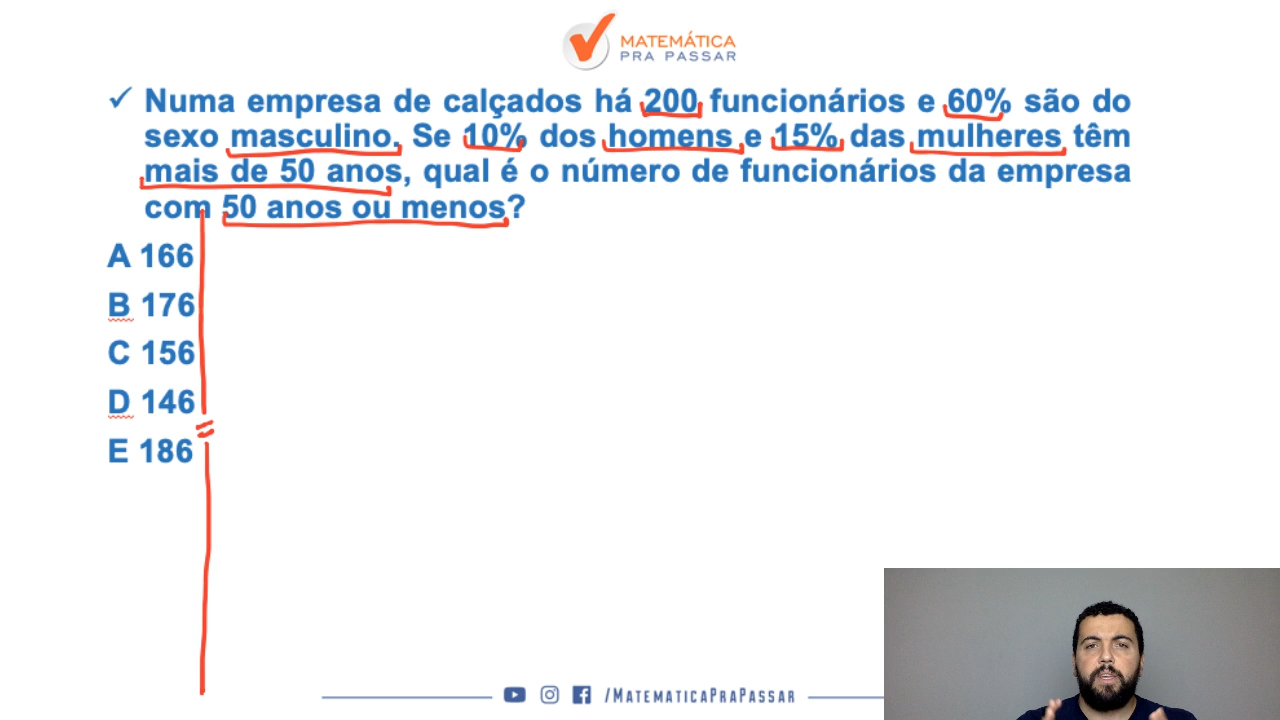 MATEMÁTICA
PRA PASSAR
✓ Numa empresa de calçados há 200 funcionários e 60% são do
sexo masculino. Se 10% dos homens e 15% das mulheres têm
mais de 50 anos, qual é o número de funcionários da empresa
com 50 anos ou menos?
A 166
B 176
C 156
D 146
E 186
/MATEMATICAPRAPASSAR